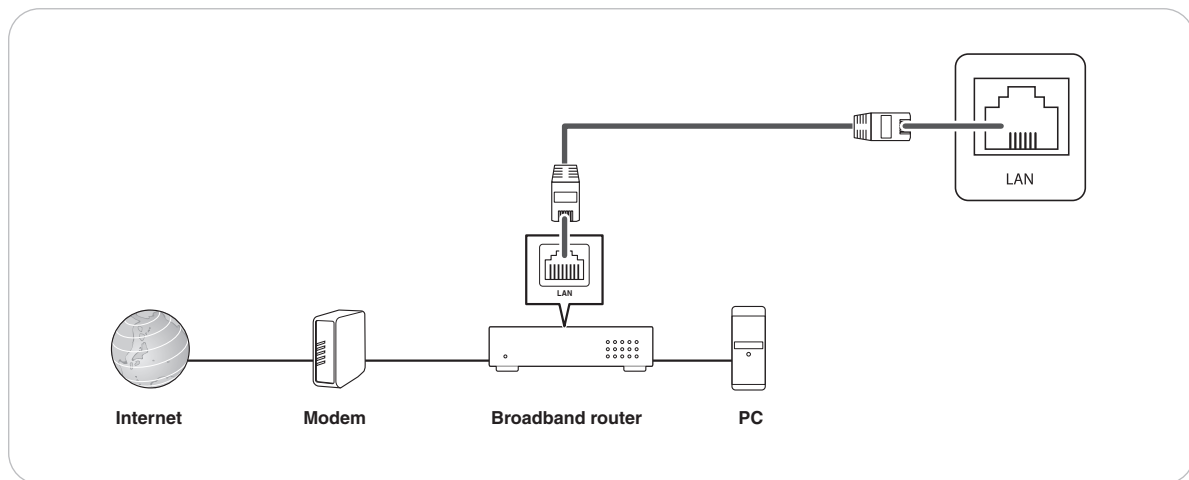 LAN
LAN
Internet
Modem
Broadband router
PC